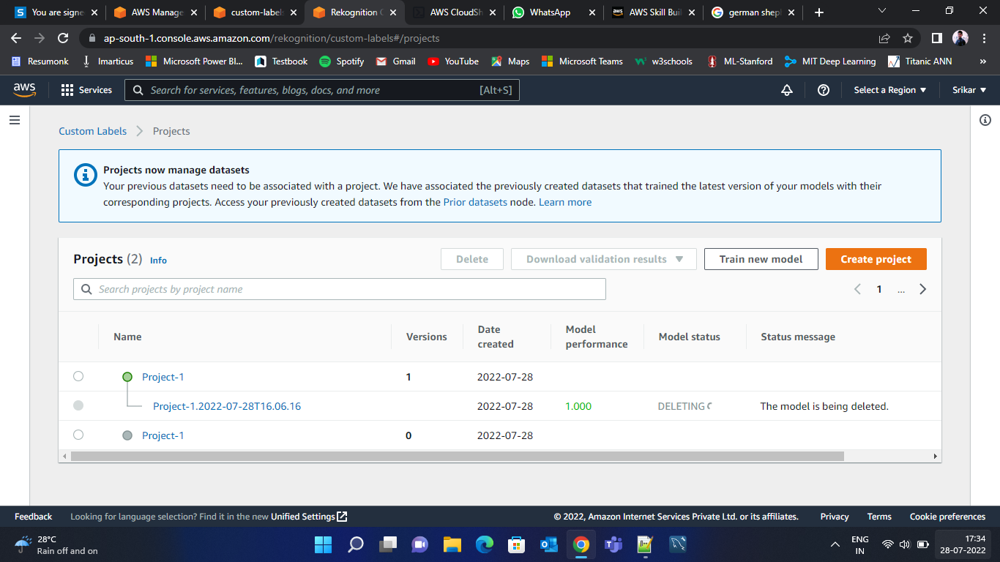 You are signe
AWS Manage
custom-label
Rekognition C
AWS CloudSh
WhatsApp
AWS Skill Buil
german shep
ap-south-1.console.aws.amazon.com/rekognition/custom-labels#/projects
Resumonk
Imarticus
Microsoft Power BI...
Testbook
Spotify
Gmail
YouTube
Maps
Microsoft Teams
w3schools
ML-Stanford
MIT Deep Learning
Titanic ANN
»
aws
Services
Search for services, features, blogs, docs, and more
[Alt+S]
Select a Region
Srikar
Custom Labels
Projects
Projects now manage datasets
Your previous datasets need to be associated with a project. We have associated the previously created datasets that trained the latest version of your models with their
corresponding projects. Access your previously created datasets from the Prior datasets node. Learn more
Projects (2) Info
Delete
Download validation results
Train new model
Create project
Search projects by project name
1
...
Name
Versions
Date
created
Model
performance
Model status
Status message
Project-1
1
2022-07-28
Project-1.2022-07-28T16.06.16
2022-07-28
1.000
DELETING
The model is being deleted.
Project-1
0
2022-07-28
Feedback
Looking for language selection? Find it in the new Unified Settings
© 2022, Amazon Internet Services Private Ltd. or its affiliates.
Privacy
Terms
Cookie preferences
28°C
Rain off and on
ENG
IN
17:34
28-07-2022